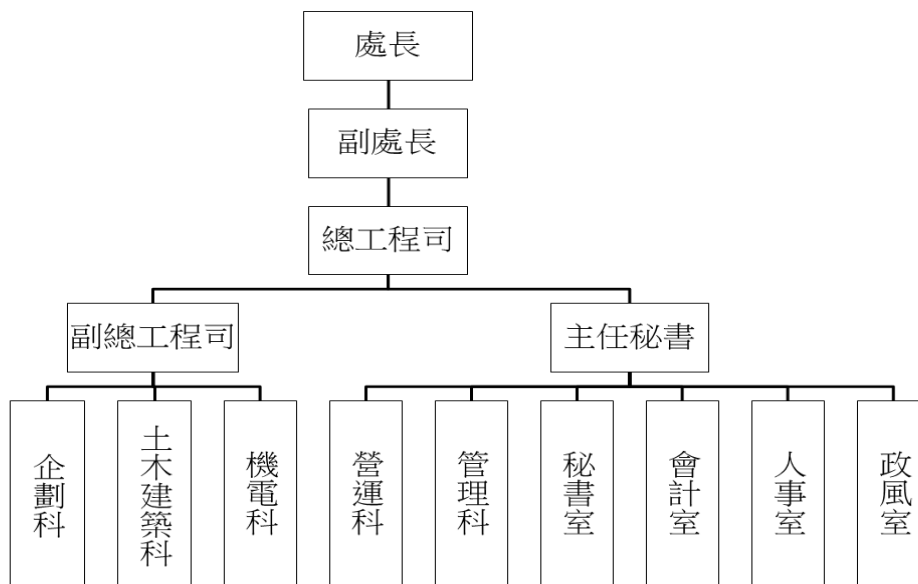 處長
副處長
總工程司
副總工程司
主任秘書
企劃科
土木建築科
機電科
營運科
管理科
秘書室
會計室
人事室
政風室